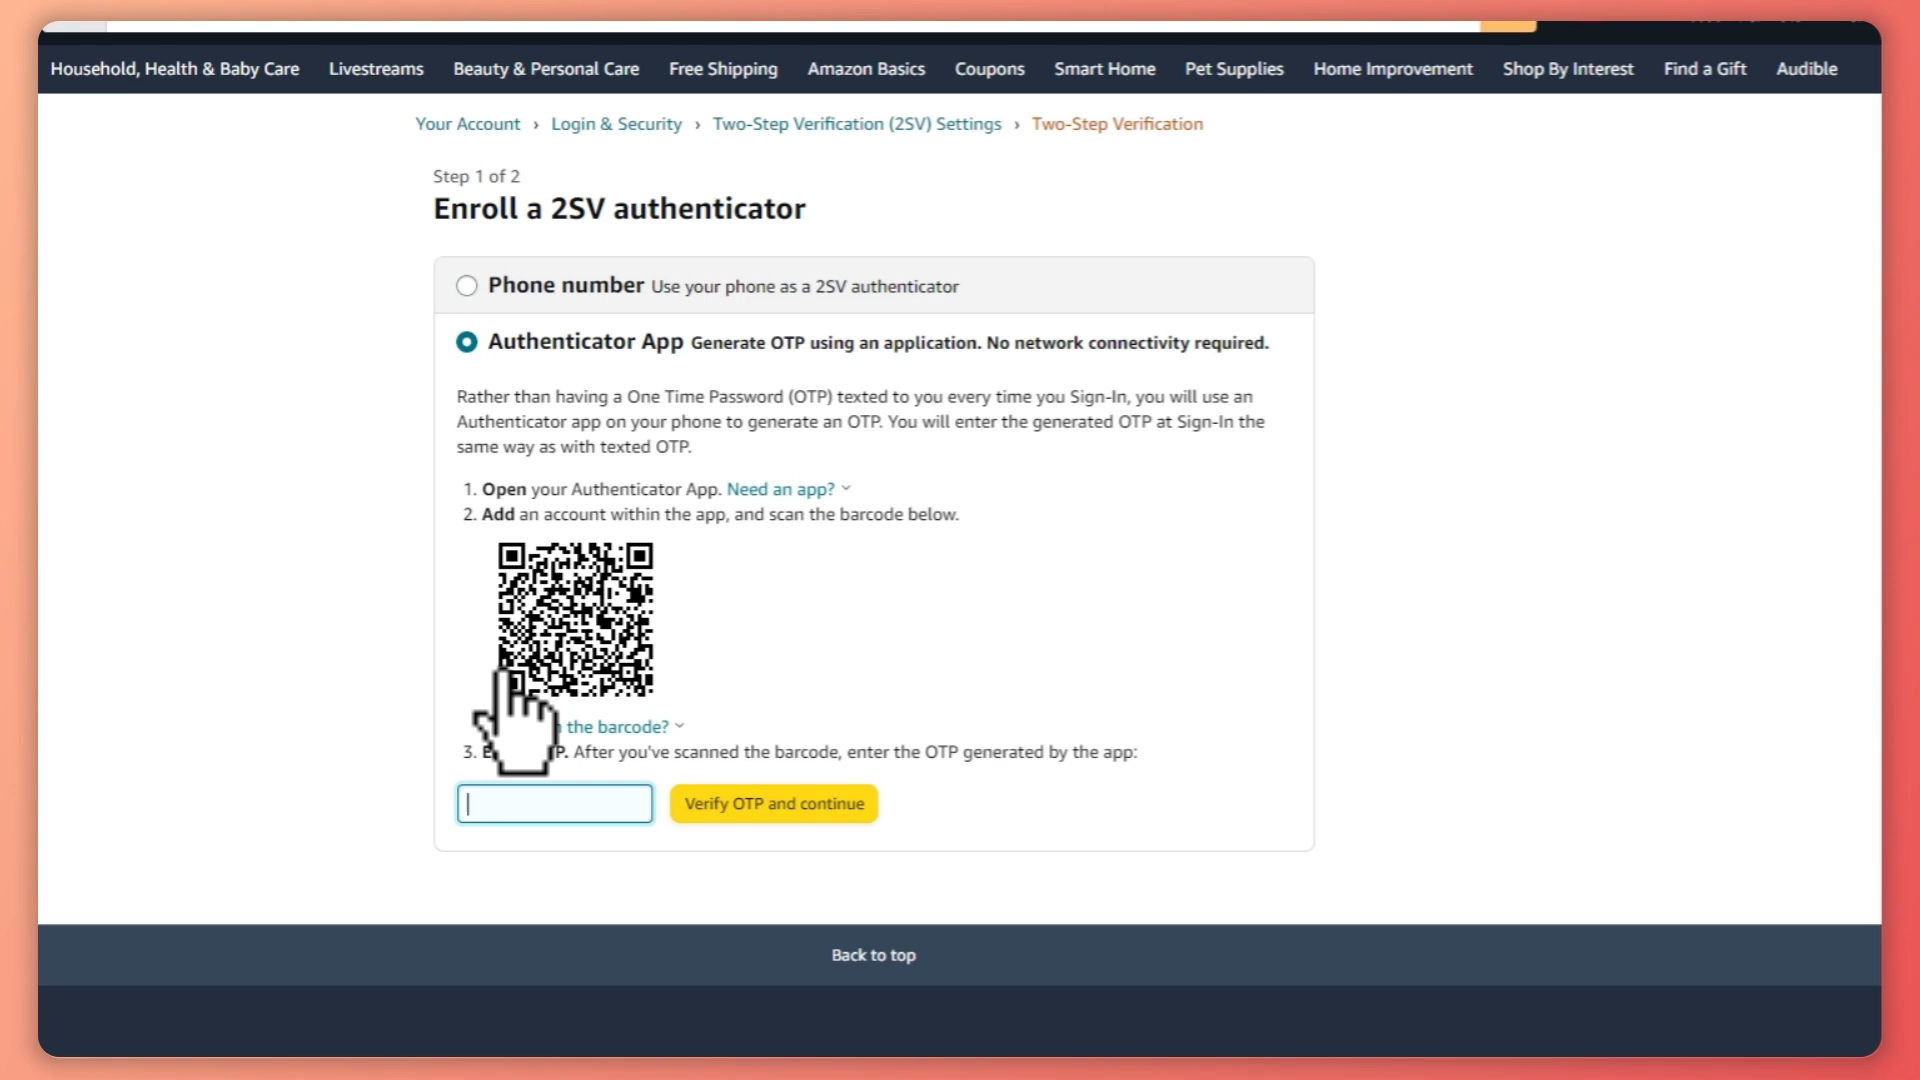 Household, Health & Baby Care Livestreams Beauty & Personal Care Free Shipping Amazon Basics Coupons Smart Home Pet Supplies Home Improvement Shop By Interest Find a Gift Audible
Your Account › Login & Security › Two-Step Verification (2SV) Settings › Two-Step Verification
Step 1 of 2
Enroll a 2SV authenticator
Phone number Use your phone as a 2SV authenticator
Authenticator App Generate OTP using an application. No network connectivity required.
Rather than having a One Time Password (OTP) texted to you every time you Sign-In, you will use an
Authenticator app on your phone to generate an OTP. You will enter the generated OTP at Sign-In the
same way as with texted OTP.
1. Open your Authenticator App. Need an app?
2. Add an account within the app, and scan the barcode below.
the barcode?
3. After you've scanned the barcode, enter the OTP generated by the app:
Verify OTP and continue
Back to top